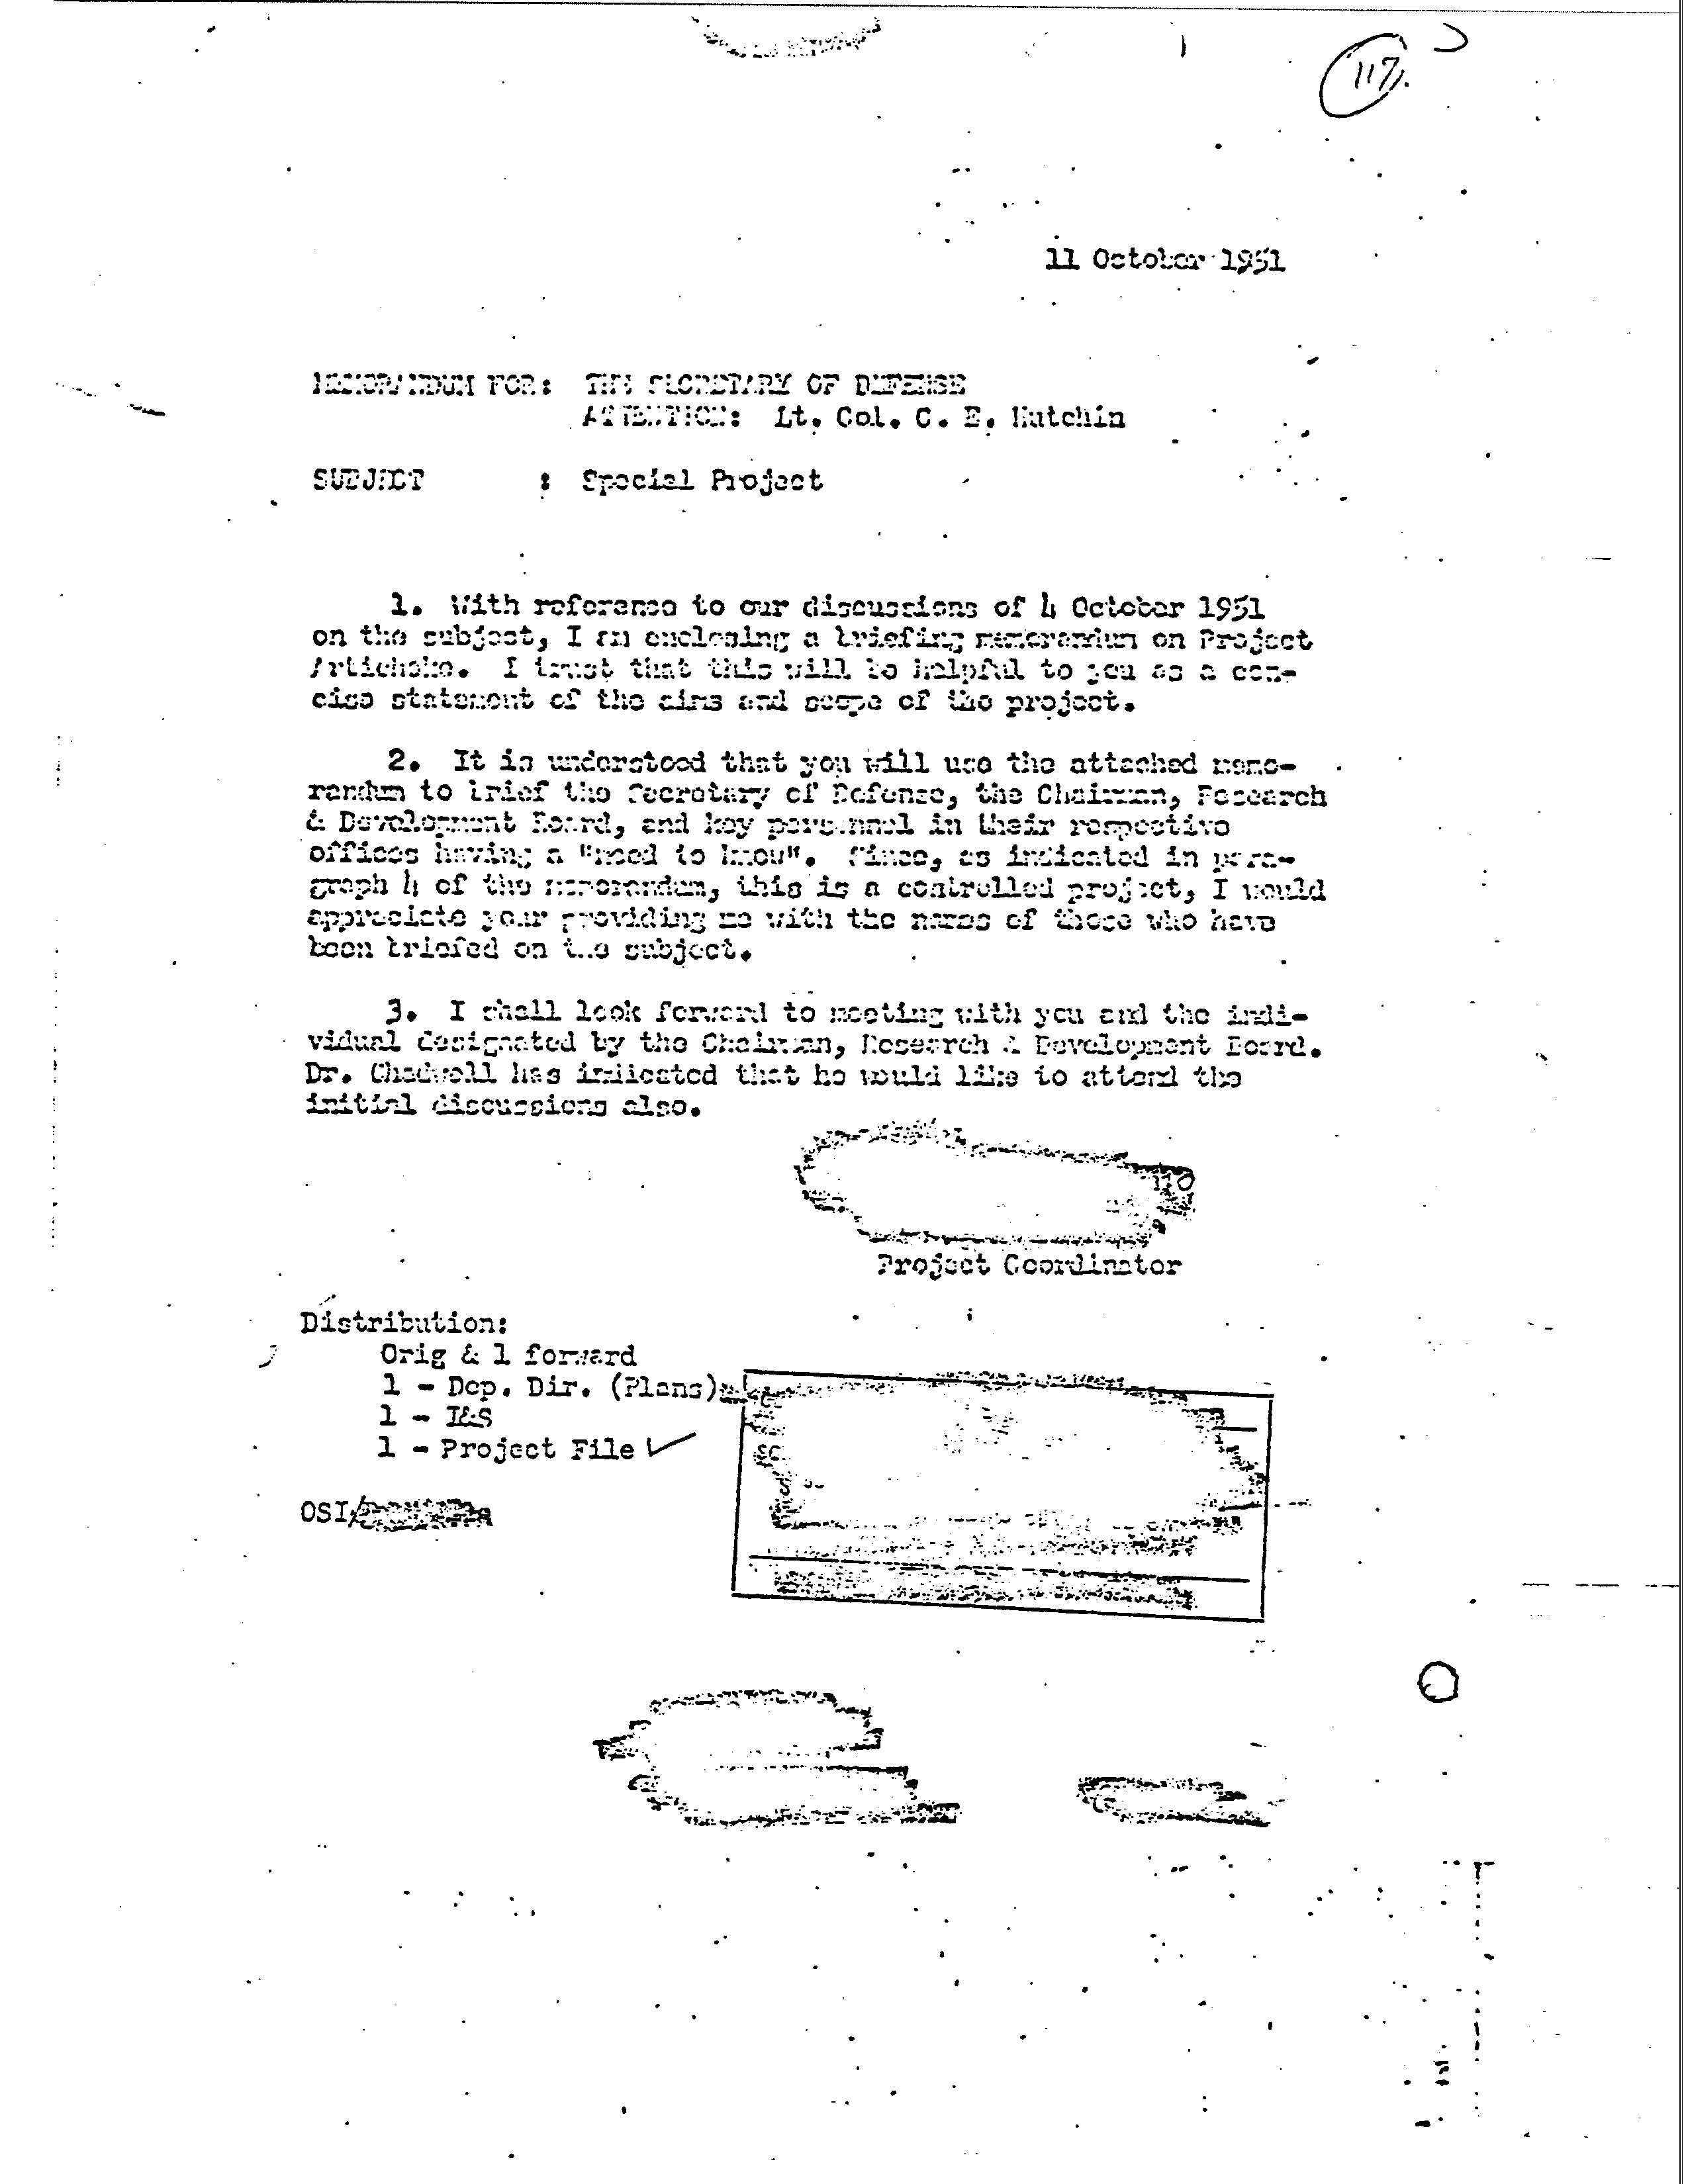 117
11 October 1951
MEMORANDUM FOR: THE SECRETARY OF DEFENSE
ATTENTION: Lt. Col. C. E. Hutchin
SUBJECT : Special Project
1. With reference to our discussions of 4 October 1951
on the subject, I am enclosing a briefing memorandum on Project
Artichoke. I trust that this will be helpful to you as a con-
cise statement of the aims and scope of the project.
2. It is understood that you will use the attached memo-
randum to brief the Secretary of Defense, the Chairman, Research
& Development Board, and key personnel in their respective
offices having a "need to know". Since, as indicated in para-
graph 4 of the memorandum, this is a controlled project, I would
appreciate your providing me with the names of those who have
been briefed on the subject.
3. I shall look forward to meeting with you and the indi-
vidual designated by the Chairman, Research & Development Board.
Dr. Chadwell has indicated that he would like to attend the
initial discussions also.
Project Coordinator
Distribution:
Orig & 1 forward
1 - Dep. Dir. (Plans)
1 - I&S
1 - Project File
OSI/